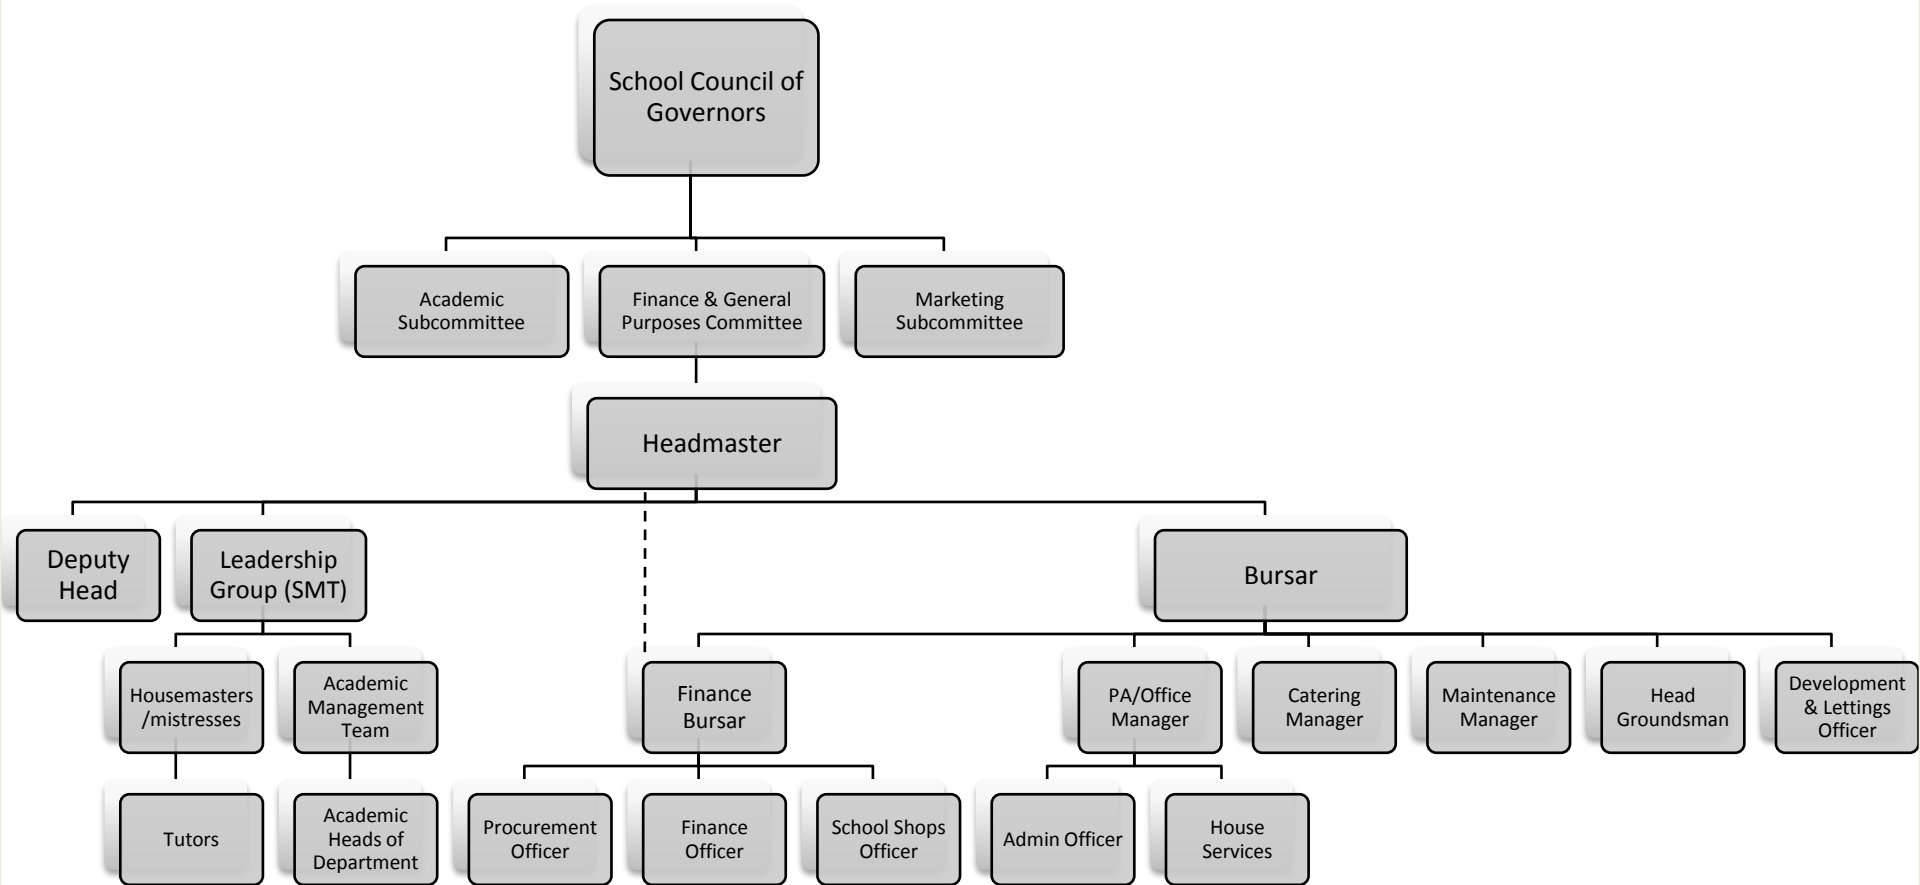 School Council of
Governors
Academic
Subcommittee
Finance & General
Purposes Committee
Marketing
Subcommittee
Headmaster
Deputy
Head
Leadership
Group (SMT)
Bursar
Housemasters
/mistresses
Academic
Management
Team
Finance
Bursar
PA/Office
Manager
Catering
Manager
Maintenance
Manager
Head
Groundsman
Development
& Lettings
Officer
Tutors
Academic
Heads of
Department
Procurement
Officer
Finance
Officer
School Shops
Officer
Admin Officer
House
Services